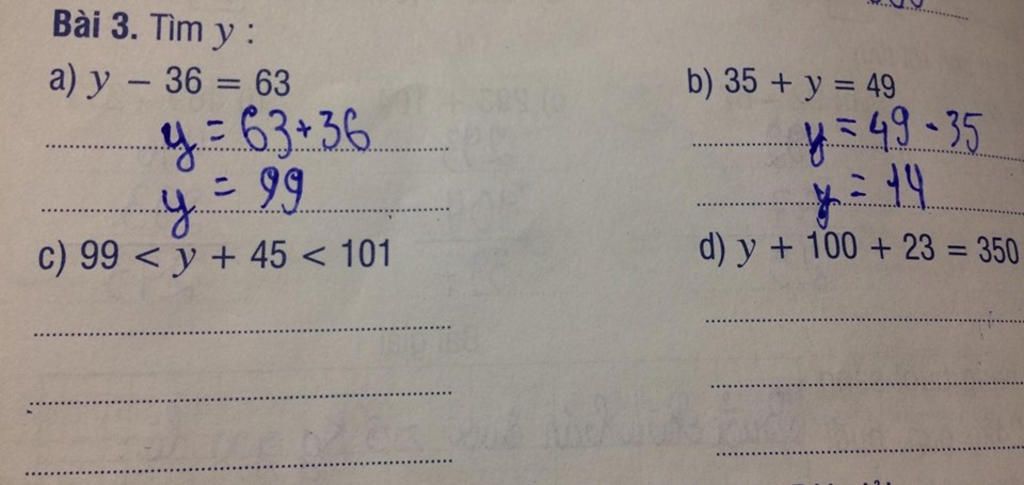 Bài 3. Tìm y :
a) y − 36 = 63
y = 63+36
y = 99
b) 35 + y = 49
y = 49 - 35
y = 14
c) 99 < y + 45 < 101
d) y + 100 + 23 = 350